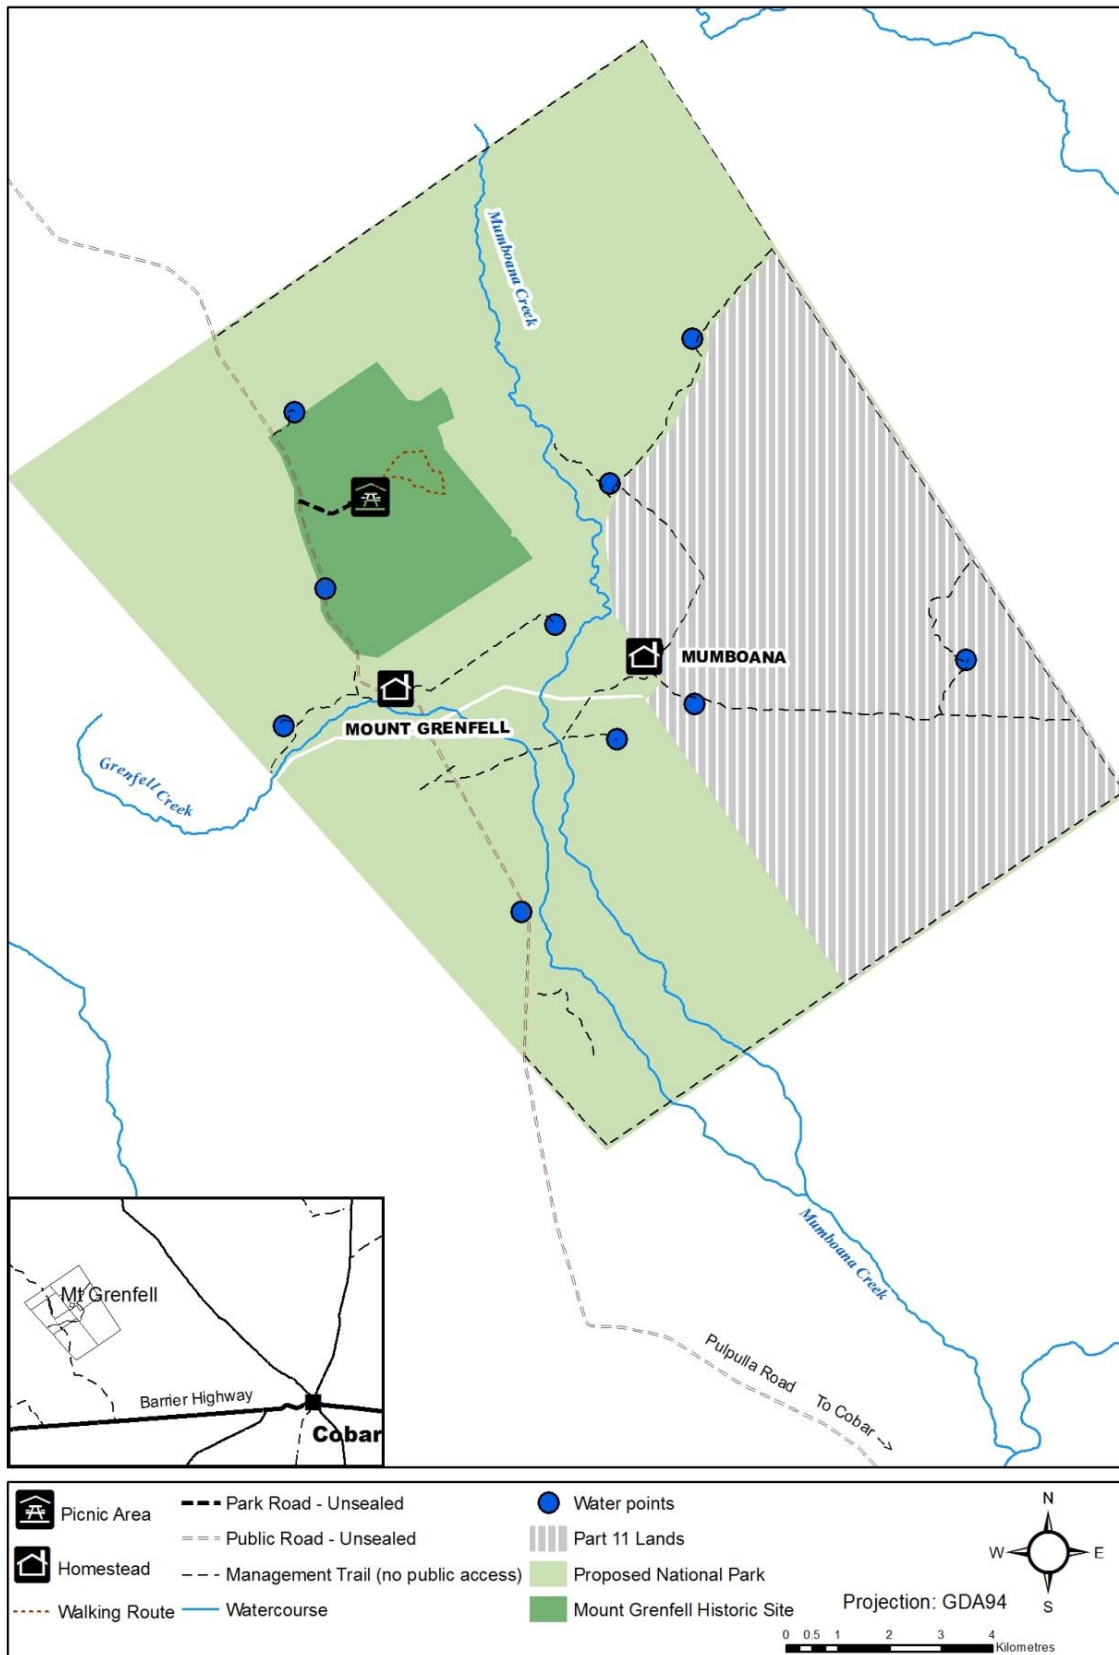 Mumboana Creek
MUMBOANA
MOUNT GRENFELL
Grenfell Creek
Mumboana Creek
Pulpulla Road
To Cobar -->
Mt Grenfell
Barrier Highway
Cobar
Picnic Area
Homestead
Walking Route
Park Road - Unsealed
Public Road - Unsealed
Management Trail (no public access)
Watercourse
Water points
Part 11 Lands
Proposed National Park
Mount Grenfell Historic Site
N
W E
S
Projection: GDA94
0 0.5 1 2 3 4
Kilometres